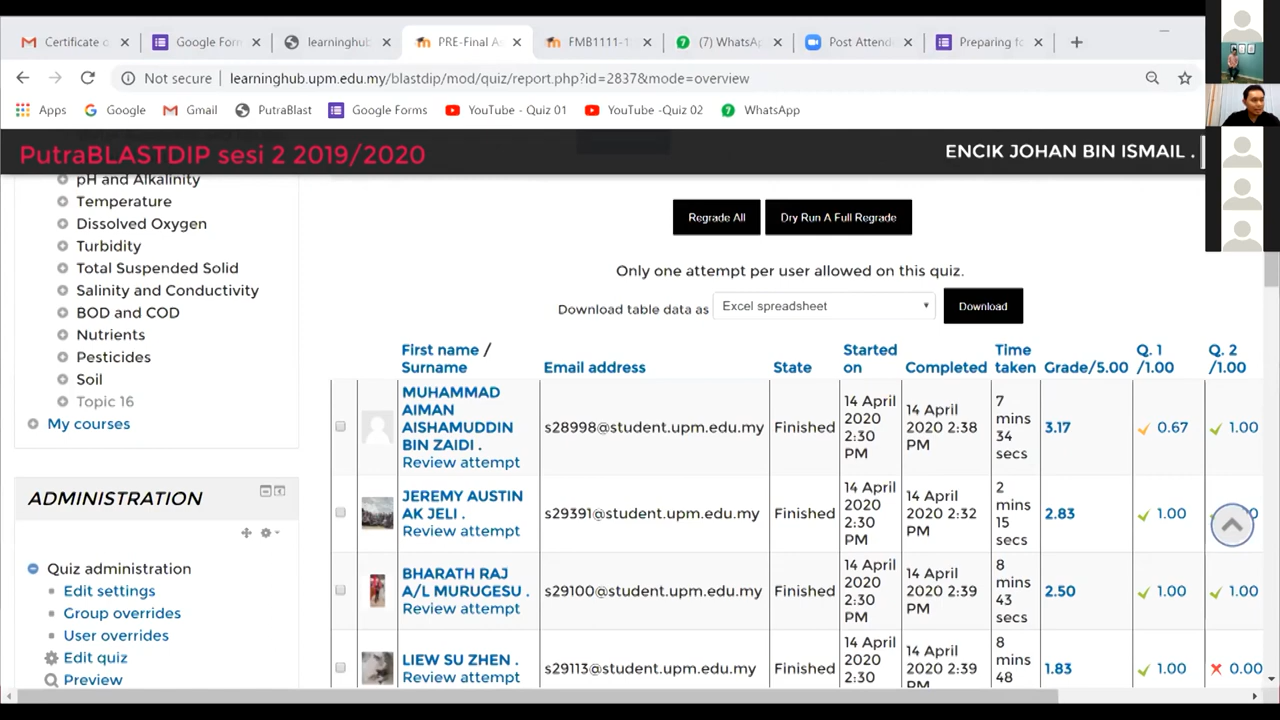 Certificate o
Google For
learninghub
PRE-Final A
FMB1111-1
(7) WhatsA
Post Attend
Preparing fo
Not secure
learninghub.upm.edu.my/blastdip/mod/quiz/report.php?id=2837&mode=overview
Apps
Google
Gmail
PutraBlast
Google Forms
YouTube - Quiz 01
YouTube -Quiz 02
WhatsApp
PutraBLASTDIP sesi 2 2019/2020
ENCIK JOHAN BIN ISMAIL .
pH and Alkalinity
Temperature
Dissolved Oxygen
Turbidity
Total Suspended Solid
Salinity and Conductivity
BOD and COD
Nutrients
Pesticides
Soil
Topic 16
My courses
ADMINISTRATION
Quiz administration
Edit settings
Group overrides
User overrides
Edit quiz
Preview
Regrade All
Dry Run A Full Regrade
Only one attempt per user allowed on this quiz.
Download table data as
Excel spreadsheet
Download
First name /
Surname
Email address
State
Started
on
Completed
Time
taken
Grade/5.00
Q. 1
/1.00
Q. 2
/1.00
MUHAMMAD
AIMAN
AISHAMUDDIN
BIN ZAIDI .
Review attempt
s28998@student.upm.edu.my
Finished
14 April
2020
2:30
PM
14 April
2020 2:38
PM
7
mins
34
secs
3.17
0.67
1.00
JEREMY AUSTIN
AK JELI .
Review attempt
s29391@student.upm.edu.my
Finished
14 April
2020
2:30
PM
14 April
2020 2:32
PM
2
mins
15
secs
2.83
1.00
BHARATH RAJ
A/L MURUGESU .
Review attempt
s29100@student.upm.edu.my
Finished
14 April
2020
2:30
PM
14 April
2020 2:39
PM
8
mins
43
secs
2.50
1.00
1.00
LIEW SU ZHEN .
Review attempt
s29113@student.upm.edu.my
Finished
14 April
2020
2:30
14 April
2020 2:39
PM
8
mins
48
1.83
1.00
0.00